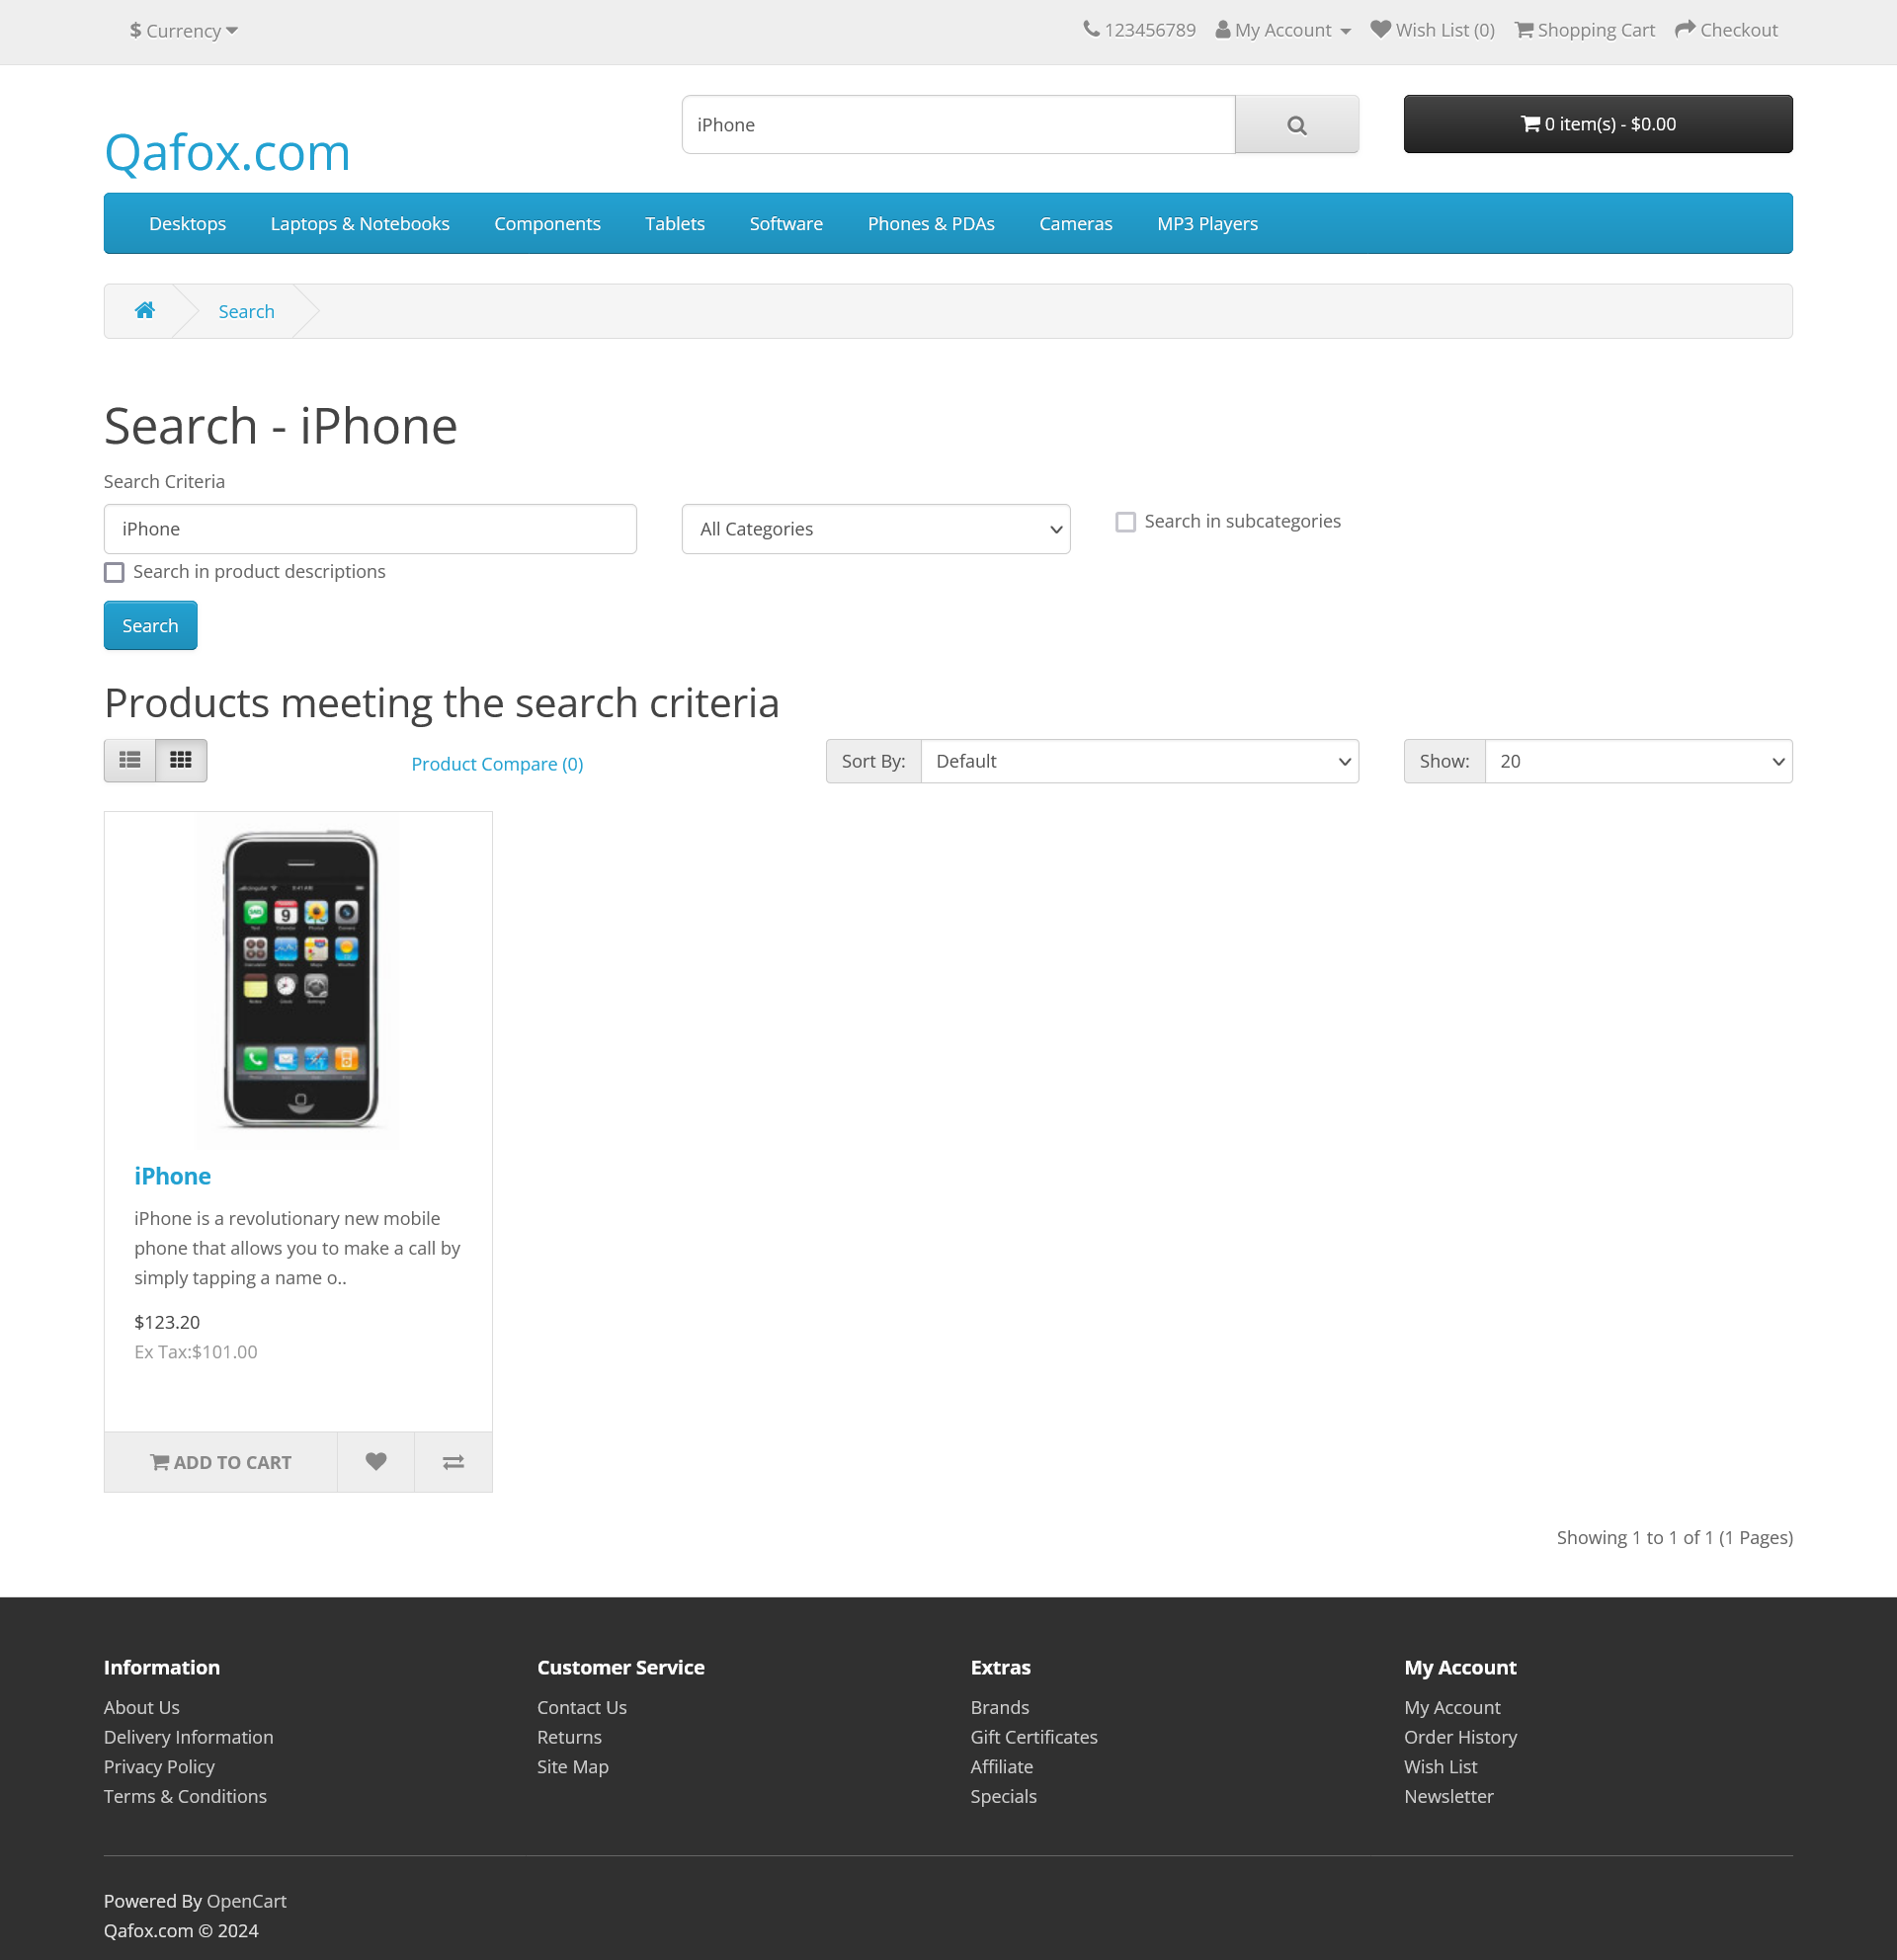 $ Currency
123456789 My Account Wish List (0) Shopping Cart Checkout
Qafox.com
iPhone
0 item(s) - $0.00
Desktops Laptops & Notebooks Components Tablets Software Phones & PDAs Cameras MP3 Players
Search
Search - iPhone
Search Criteria
iPhone
All Categories
Search in subcategories
Search in product descriptions
Search
Products meeting the search criteria
Product Compare (0)
Sort By: Default
Show: 20
iPhone
iPhone is a revolutionary new mobile
phone that allows you to make a call by
simply tapping a name o..
$123.20
Ex Tax:$101.00
ADD TO CART
Showing 1 to 1 of 1 (1 Pages)
Information
About Us
Delivery Information
Privacy Policy
Terms & Conditions
Customer Service
Contact Us
Returns
Site Map
Extras
Brands
Gift Certificates
Affiliate
Specials
My Account
My Account
Order History
Wish List
Newsletter
Powered By OpenCart
Qafox.com © 2024